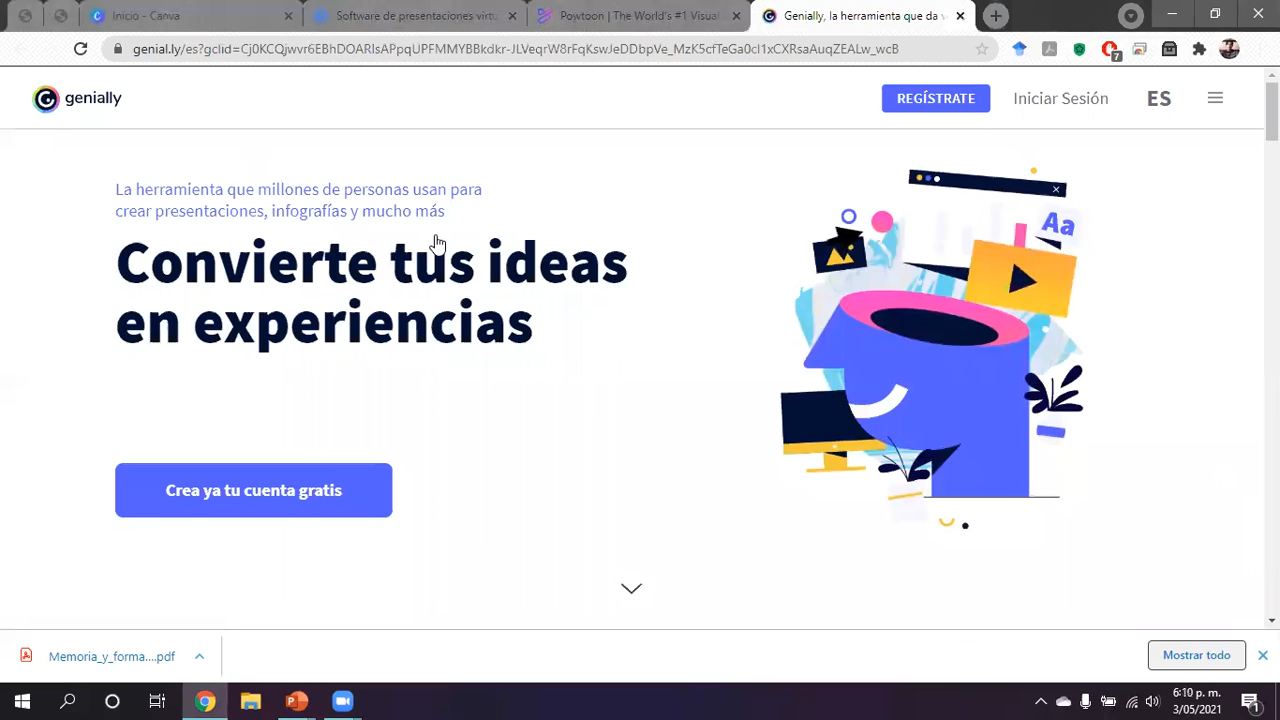 Inicio - Canva
Software de presentaciones virtu
Powtoon | The World's #1 Visual
Genially, la herramienta que da v
genial.ly/es?gclid=Cj0KCQjwvr6EBhDOARIsAPpqUPFMMYBBkdkr-JLVeqrW8rFqKswJeDDbpVe_MzK5cfTeGa0cl1xCXRsaAuqZEALw_wcB
7
genially
REGÍSTRATE
Iniciar Sesión
ES
La herramienta que millones de personas usan para
crear presentaciones, infografías y mucho más
Convierte tus ideas
en experiencias
Aa
Crea ya tu cuenta gratis
Memoria_y_forma....pdf
Mostrar todo
6:10 p. m.
3/05/2021
1